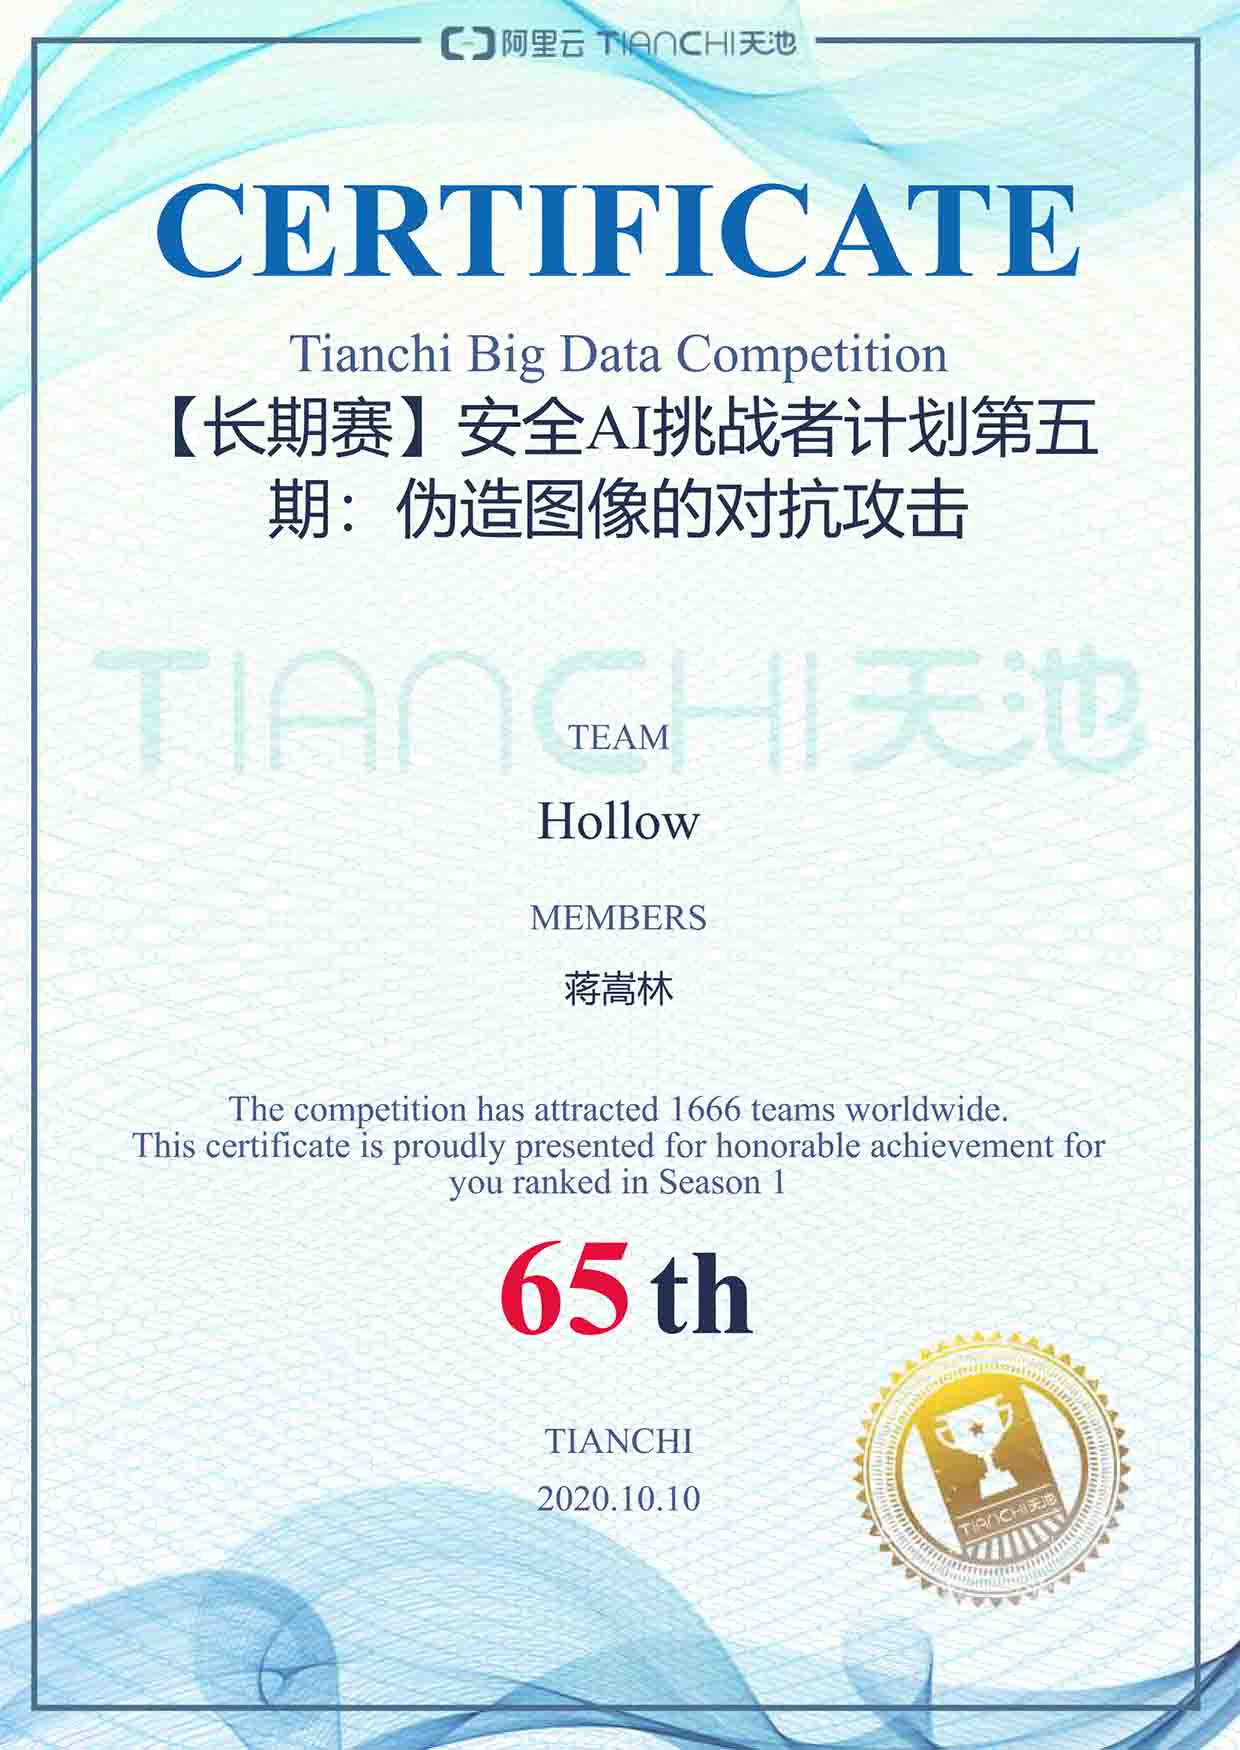 阿里云 TIANCHI天池
CERTIFICATE
Tianchi Big Data Competition
【长期赛】安全AI挑战者计划第五
期：伪造图像的对抗攻击
TIANCHI天池
TEAM
Hollow
MEMBERS
蒋嵩林
The competition has attracted 1666 teams worldwide.
This certificate is proudly presented for honorable achievement for
you ranked in Season 1
65 th
TIANCHI
2020.10.10
TIANCHI天池